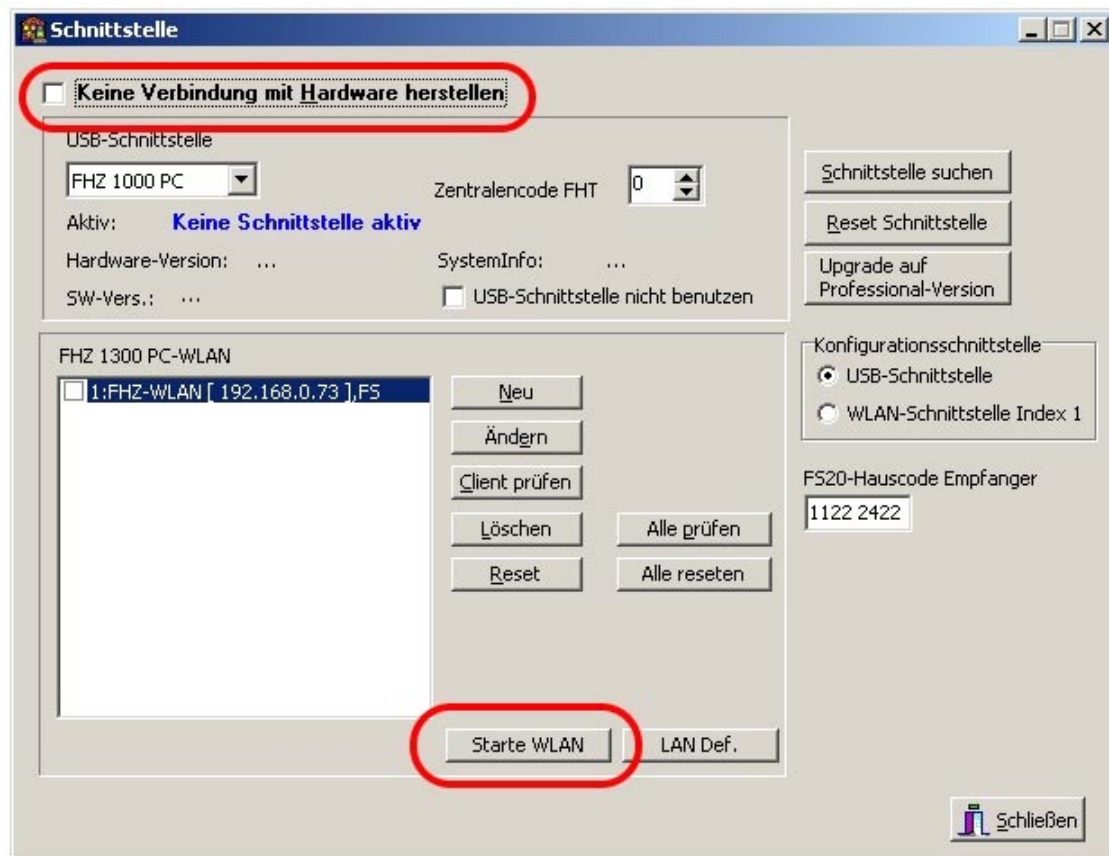 Schnittstelle
Keine Verbindung mit Hardware herstellen
USB-Schnittstelle
FHZ 1000 PC
Zentralencode FHT
0
Aktiv:
Keine Schnittstelle aktiv
Hardware-Version:
...
SystemInfo:
...
SW-Vers.:
...
USB-Schnittstelle nicht benutzen
Schnittstelle suchen
Reset Schnittstelle
Upgrade auf
Professional-Version
FHZ 1300 PC-WLAN
1:FHZ-WLAN [ 192.168.0.73 ],FS
Neu
Ändern
Client prüfen
Löschen
Alle prüfen
Reset
Alle reseten
Starte WLAN
LAN Def.
Konfigurationsschnittstelle
USB-Schnittstelle
WLAN-Schnittstelle Index 1
FS20-Hauscode Empfanger
1122 2422
Schließen